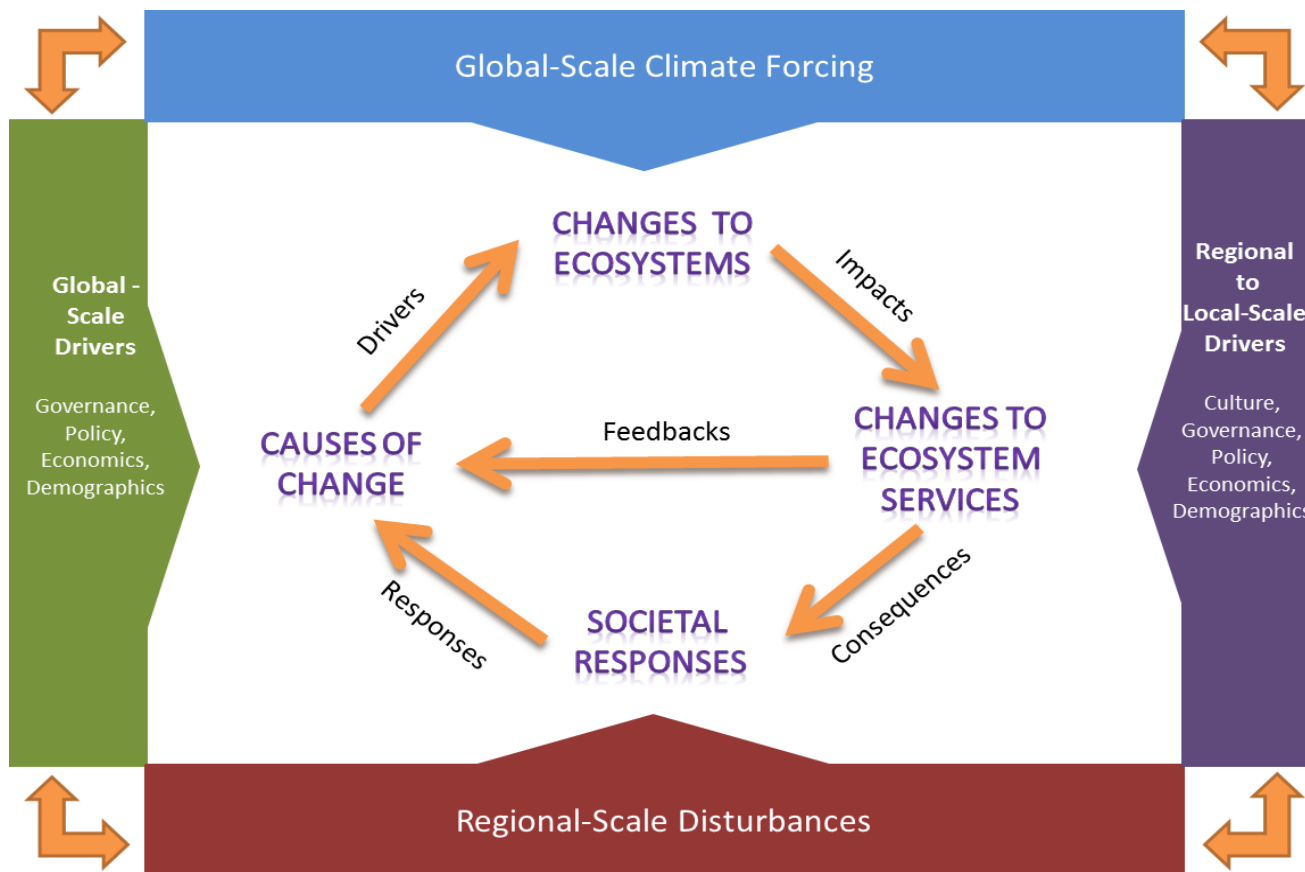 Global-Scale Climate Forcing
Global -
Scale
Drivers
Governance,
Policy,
Economics,
Demographics
CHANGES TO
ECOSYSTEMS
Drivers
Impacts
CAUSES OF
CHANGE
Feedbacks
CHANGES TO
ECOSYSTEM
SERVICES
Responses
SOCIETAL
RESPONSES
Consequences
Regional
to
Local-Scale
Drivers
Culture,
Governance,
Policy,
Economics,
Demographics
Regional-Scale Disturbances